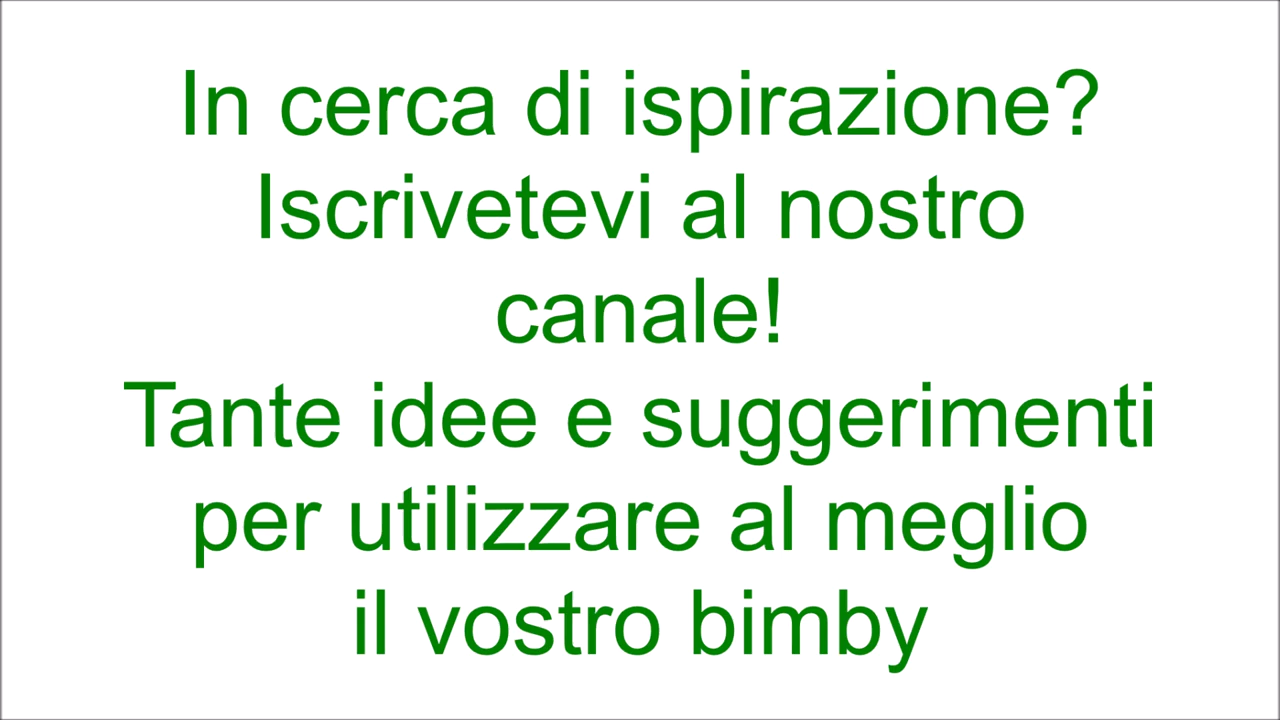 In cerca di ispirazione?
Iscrivetevi al nostro
canale!
Tante idee e suggerimenti
per utilizzare al meglio
il vostro bimby